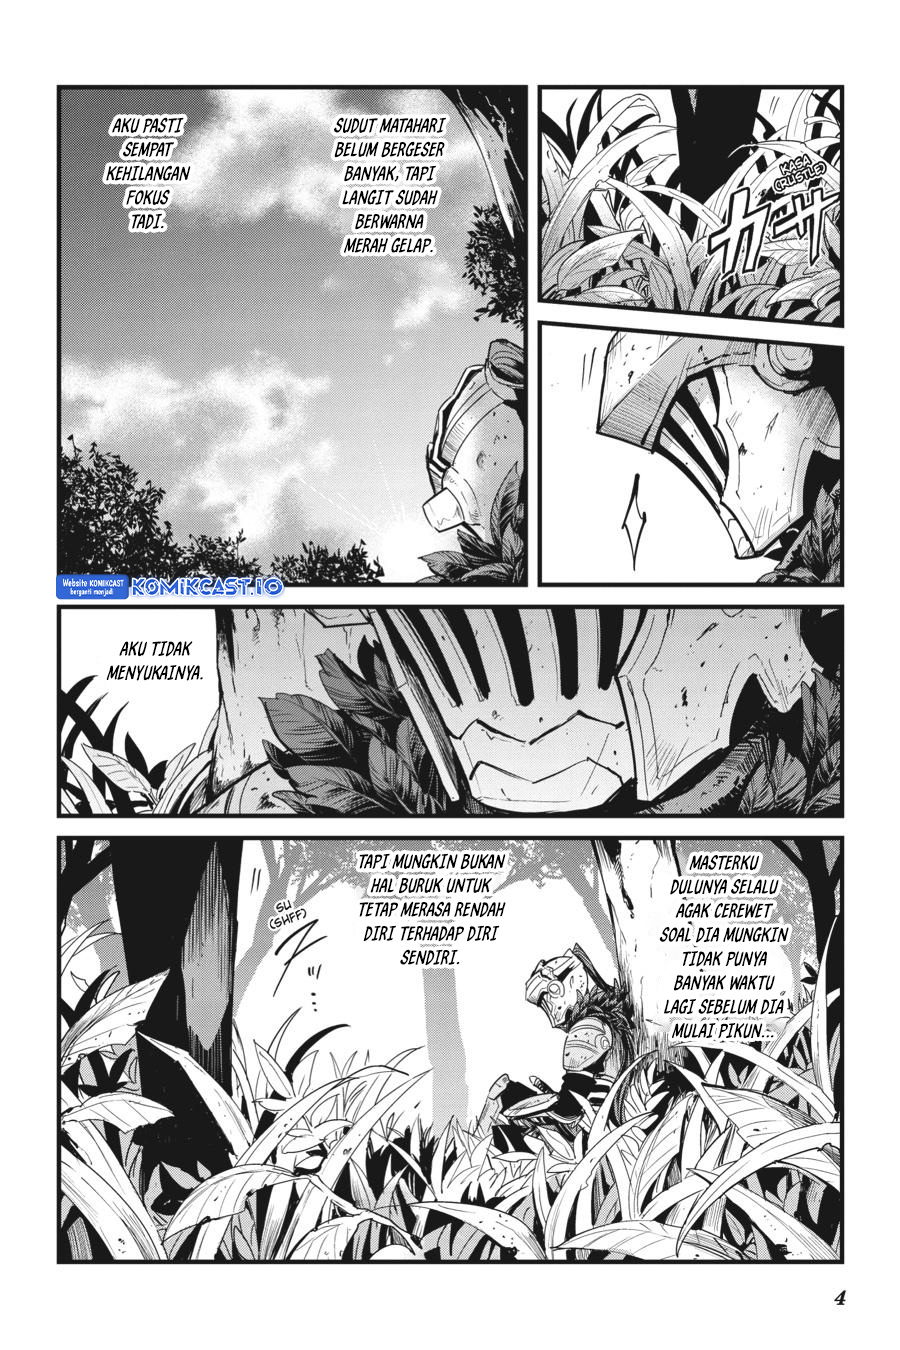 KASA
(RUSTLE)
ガサ
SUDUT MATAHARI
BELUM BERGESER
BANYAK, TAPI
LANGIT SUDAH
BERWARNA
MERAH GELAP.
AKU PASTI
SEMPAT
KEHILANGAN
FOKUS
TADI.
Website KOMIKCAST
berganti menjadi
KOMIKCAST.IO
AKU TIDAK
MENYUKAINYA.
MASTERKU
DULUNYA SELALU
AGAK CEREWET
SOAL DIA MUNGKIN
TIDAK PUNYA
BANYAK WAKTU
LAGI SEBELUM DIA
MULAI PIKUN...
TAPI MUNGKIN BUKAN
HAL BURUK UNTUK
TETAP MERASA RENDAH
DIRI TERHADAP DIRI
SENDIRI.
SU
(SHFF)
4